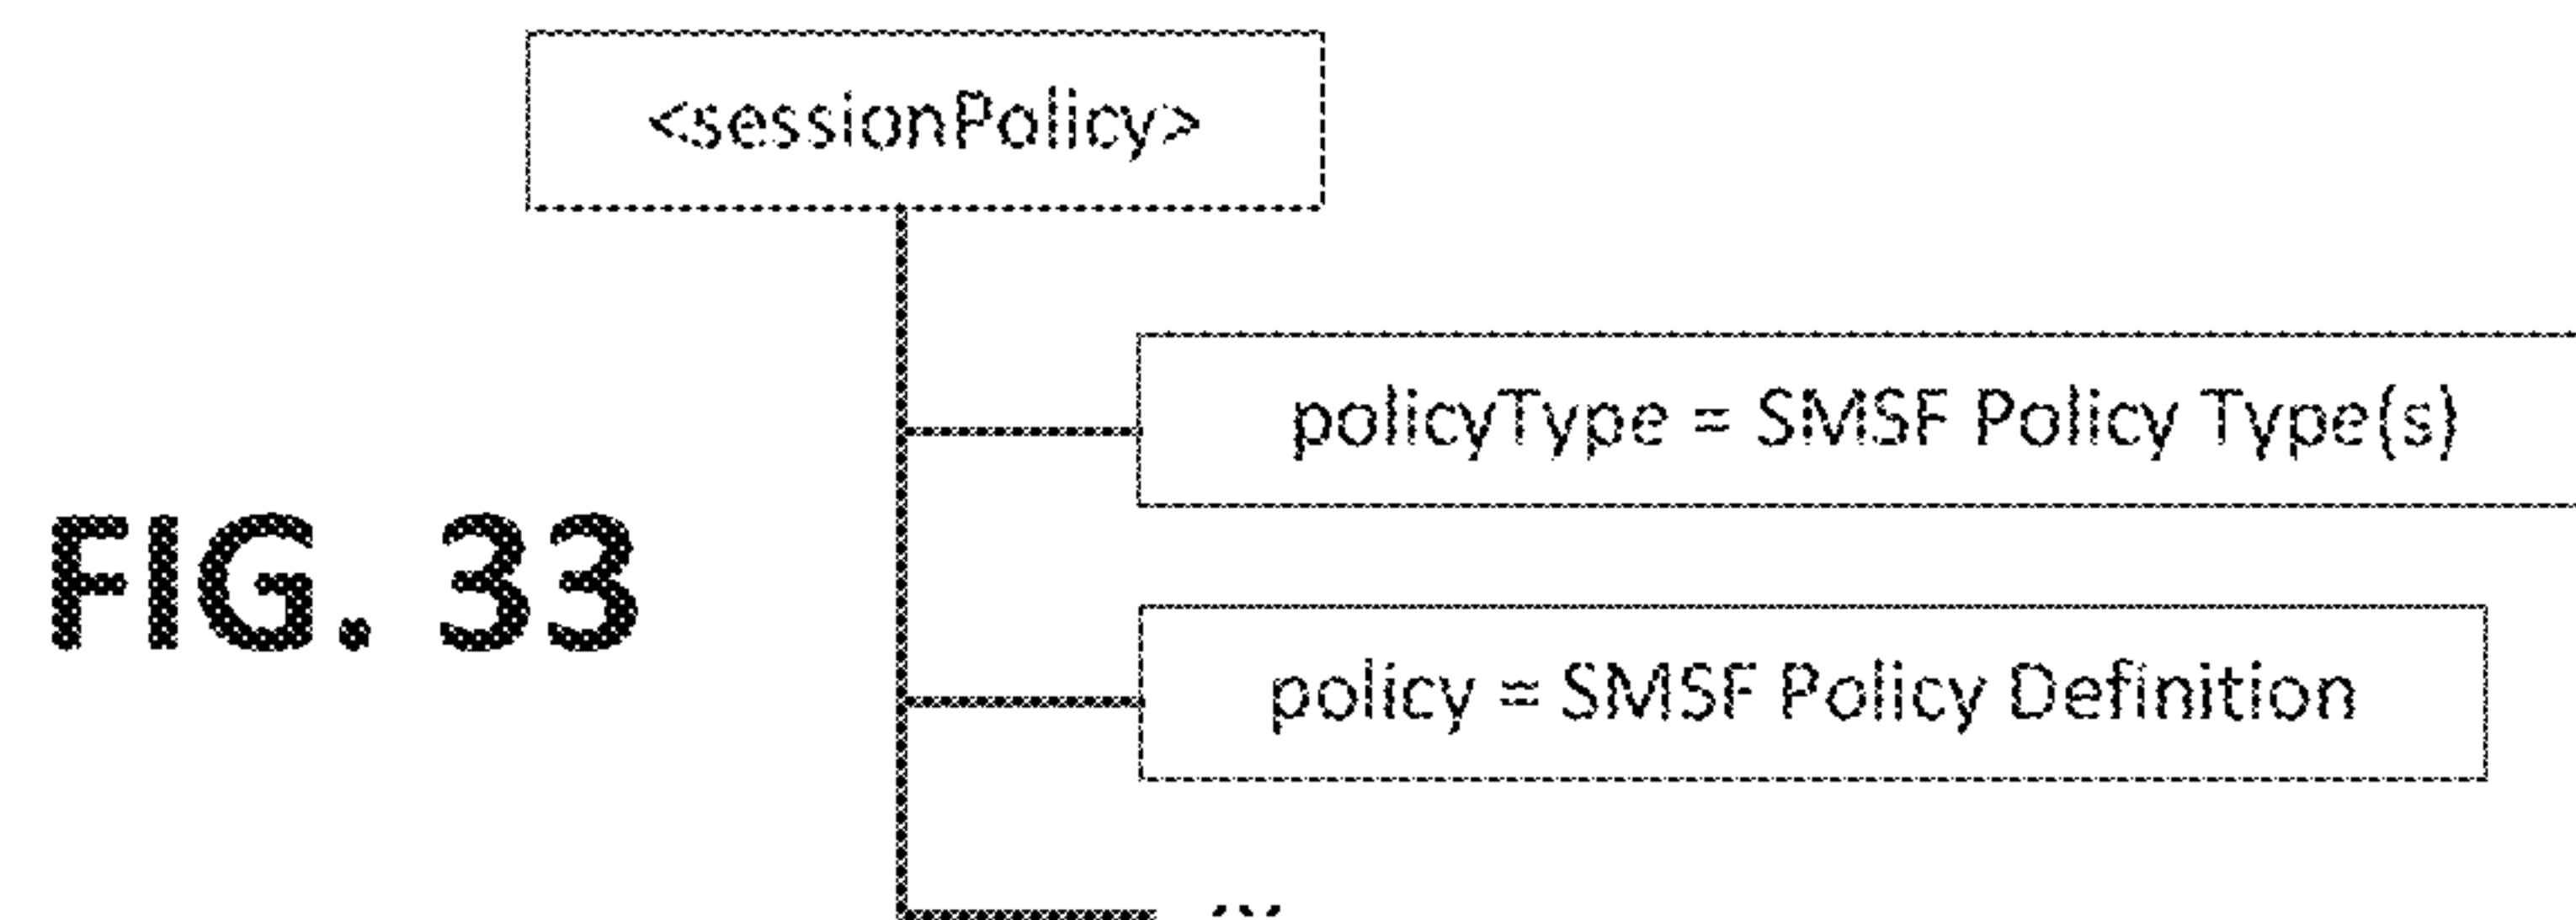 <sessionPolicy>
policyType = SMSF Policy Type(s)
FIG. 33
policy = SMSF Policy Definition